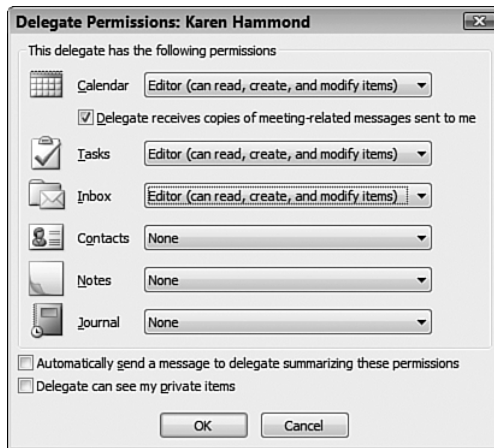 Delegate Permissions: Karen Hammond
This delegate has the following permissions
Calendar Editor (can read, create, and modify items)
Delegate receives copies of meeting-related messages sent to me
Tasks Editor (can read, create, and modify items)
Inbox Editor (can read, create, and modify items)
Contacts None
Notes None
Journal None
Automatically send a message to delegate summarizing these permissions
Delegate can see my private items
OK Cancel